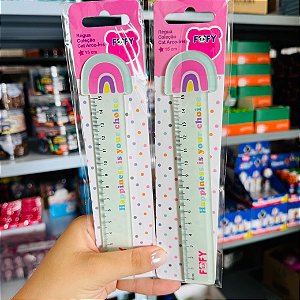 Régua
Coleção
Cat Arco-Íris
15 cm
FOFY
Happiness is your choice
Régua
Coleção
Cat Arco-Íris
15 cm
FOFY
Happiness is your choice
FOFY